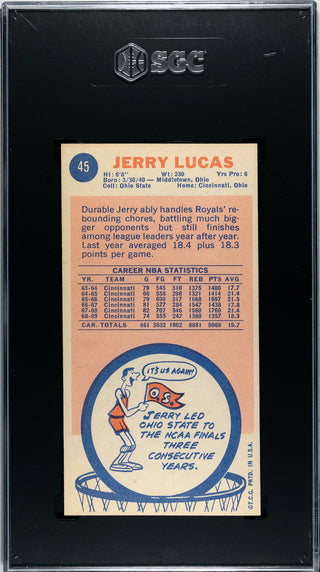 SGC
45
JERRY LUCAS
Ht: 6'8" Wt: 230 Yrs Pro: 6
Born: 3/30/40 — Middletown, Ohio
Coll: Ohio State Home: Cincinnati, Ohio
Durable Jerry ably handles Royals' re-
bounding chores, battling much big-
ger opponents but still finishes
among league leaders year after year.
Last year averaged 18.4 plus 18.3
points per game.
CAREER NBA STATISTICS
YR. TEAM G FG FT REB PTS AVG.
63-64 Cincinnati 79 545 310 1375 1400 17.7
64-65 Cincinnati 66 558 298 1321 1414 21.4
65-66 Cincinnati 79 690 317 1668 1697 21.5
66-67 Cincinnati 81 577 284 1547 1438 17.8
67-68 Cincinnati 82 707 346 1560 1760 21.4
68-69 Cincinnati 74 555 247 1360 1357 18.3
CAR. TOTALS 461 3632 1802 8831 9066 19.7
IT'S US AGAIN!
O.S.
JERRY LED
OHIO STATE TO
THE NCAA FINALS
THREE
CONSECUTIVE
YEARS.
©T.C.G. PRTD. IN U.S.A.